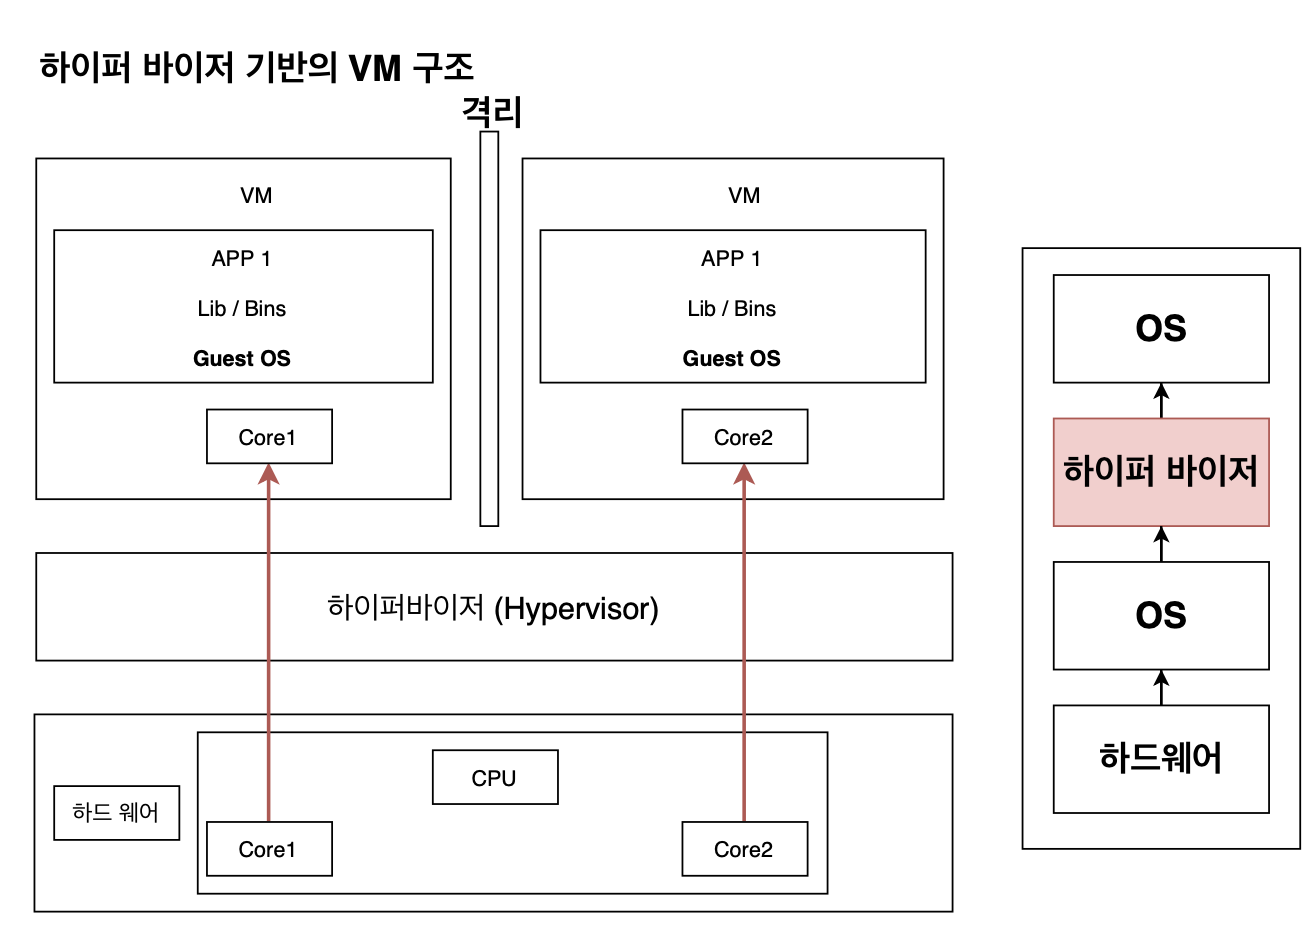 하이퍼 바이저 기반의 VM 구조
격리
VM
APP 1
Lib / Bins
Guest OS
Core1
VM
APP 1
Lib / Bins
Guest OS
Core2
하이퍼바이저 (Hypervisor)
하드 웨어
CPU
Core1
Core2
OS
하이퍼 바이저
OS
하드웨어